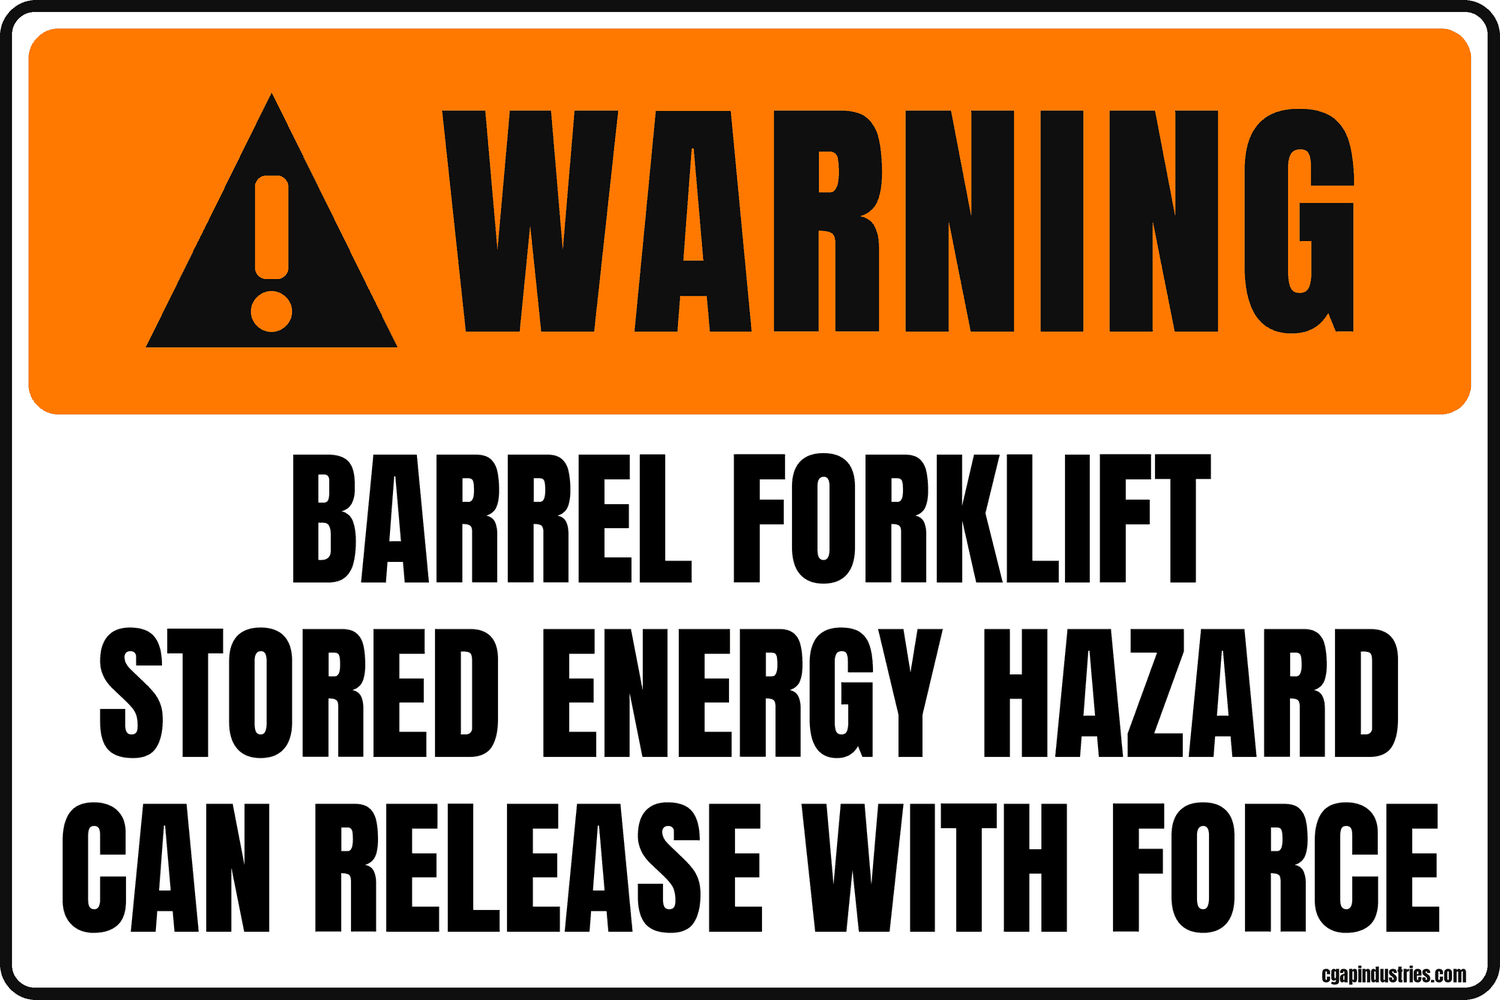 WARNING
BARREL FORKLIFT
STORED ENERGY HAZARD
CAN RELEASE WITH FORCE
cgapindustries.com